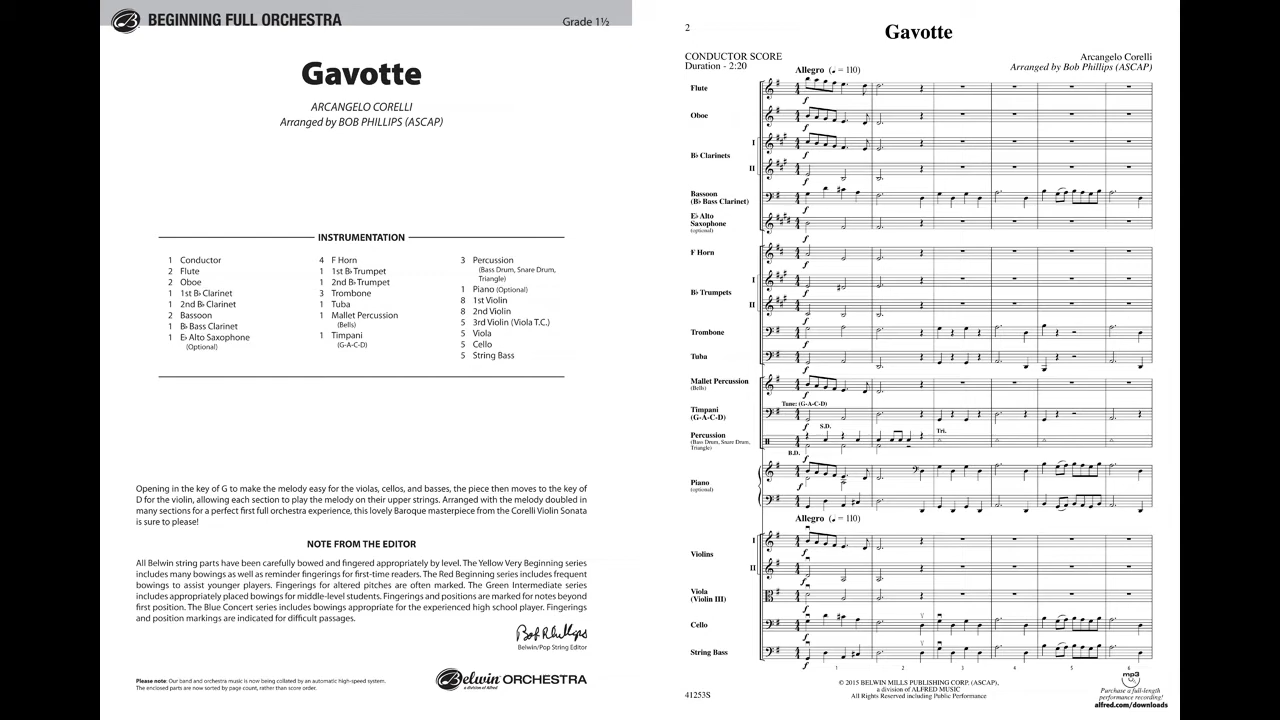 BEGINNING FULL ORCHESTRA
Grade 1½
Gavotte
ARCANGELO CORELLI
Arranged by BOB PHILLIPS (ASCAP)
INSTRUMENTATION
1 Conductor
2 Flute
2 Oboe
1 1st B♭ Clarinet
1 2nd B♭ Clarinet
2 Bassoon
1 B♭ Bass Clarinet
1 E♭ Alto Saxophone
(Optional)
4 F Horn
1 1st B♭ Trumpet
1 2nd B♭ Trumpet
3 Trombone
1 Tuba
1 Mallet Percussion
(Bells)
1 Timpani
(G-A-C-D)
3 Percussion
(Bass Drum, Snare Drum,
Triangle)
1 Piano (Optional)
8 1st Violin
8 2nd Violin
5 3rd Violin (Viola T.C.)
5 Viola
5 Cello
5 String Bass
Opening in the key of G to make the melody easy for the violas, cellos, and basses, the piece then moves to the key of
D for the violin, allowing each section to play the melody on their upper strings. Arranged with the melody doubled in
many sections for a perfect first full orchestra experience, this lovely Baroque masterpiece from the Corelli Violin Sonata
is sure to please!
NOTE FROM THE EDITOR
All Belwin string parts have been carefully bowed and fingered appropriately by level. The Yellow Very Beginning series
includes many bowings as well as reminder fingerings for first-time readers. The Red Beginning series includes frequent
bowings to assist younger players. Fingerings for altered pitches are often marked. The Green Intermediate series
includes appropriately placed bowings for middle-level students. Fingerings and positions are marked for notes beyond
first position. The Blue Concert series includes bowings appropriate for the experienced high school player. Fingerings
and position markings are indicated for difficult passages.
Bob Phillips
Belwin/Pop String Editor
Please note: Our band and orchestra music is now being collated by an automatic high-speed system.
The enclosed parts are now sorted by page count, rather than score order.
Belwin ORCHESTRA
a division of Alfred
2
Gavotte
CONDUCTOR SCORE
Duration - 2:20
Arcangelo Corelli
Arranged by Bob Phillips (ASCAP)
Allegro (♩ = 110)
Flute
f
Oboe
f
I
B♭ Clarinets
f
II
f
Bassoon
(B♭ Bass Clarinet)
f
E♭ Alto
Saxophone
(optional)
f
F Horn
f
I
B♭ Trumpets
f
II
f
Trombone
f
Tuba
f
Mallet Percussion
(Bells)
f
Tune: (G-A-C-D)
Timpani
(G-A-C-D)
f
S.D.
Tri.
Percussion
(Bass Drum, Snare Drum,
Triangle)
B.D.
f
Piano
(optional)
f
Allegro (♩ = 110)
I
Violins
f
II
f
Viola
(Violin III)
f
Cello
f
String Bass
f
1 2 3 4 5 6
41253S
© 2015 BELWIN MILLS PUBLISHING CORP. (ASCAP),
a division of ALFRED MUSIC
All Rights Reserved including Public Performance
mp3
Purchase a full-length
performance recording!
alfred.com/downloads